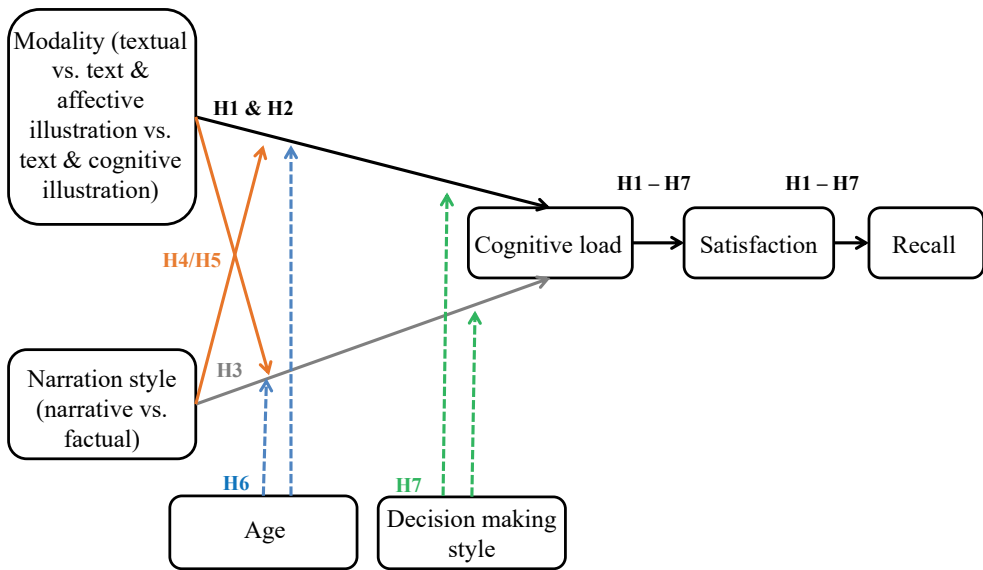 Modality (textual
vs. text &
affective
illustration vs.
text & cognitive
illustration)
H1 & H2
H1 – H7
H1 – H7
Cognitive load
Satisfaction
Recall
H4/H5
H3
Narration style
(narrative vs.
factual)
H6
H7
Age
Decision making
style